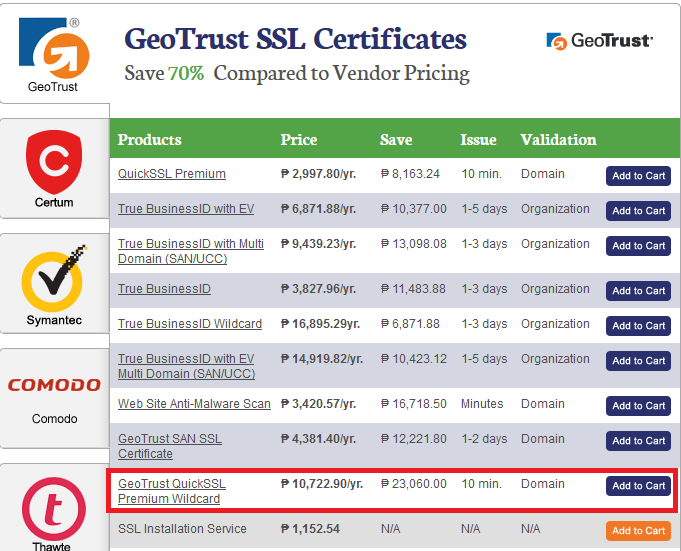 GeoTrust SSL Certificates
Save 70% Compared to Vendor Pricing
GeoTrust
®
GeoTrust
Certum
Symantec
COMODO
Comodo
Thawte
Products Price Save Issue Validation
QuickSSL Premium ₱ 2,997.80/yr. ₱ 8,163.24 10 min. Domain Add to Cart
True BusinessID with EV ₱ 6,871.88/yr. ₱ 10,377.00 1-5 days Organization Add to Cart
True BusinessID with Multi ₱ 9,439.23/yr. ₱ 13,098.08 1-3 days Organization Add to Cart
Domain (SAN/UCC)
True BusinessID ₱ 3,827.96/yr. ₱ 11,483.88 1-3 days Organization Add to Cart
True BusinessID Wildcard ₱ 16,895.29/yr. ₱ 6,871.88 1-3 days Organization Add to Cart
True BusinessID with EV ₱ 14,919.82/yr. ₱ 10,423.12 1-5 days Organization Add to Cart
Multi Domain (SAN/UCC)
Web Site Anti-Malware Scan ₱ 3,420.57/yr. ₱ 16,718.50 Minutes Domain Add to Cart
GeoTrust SAN SSL ₱ 4,381.40/yr. ₱ 12,221.80 1-2 days Domain Add to Cart
Certificate
GeoTrust QuickSSL ₱ 10,722.90/yr. ₱ 23,060.00 10 min. Domain Add to Cart
Premium Wildcard
SSL Installation Service ₱ 1,152.54 N/A N/A N/A Add to Cart